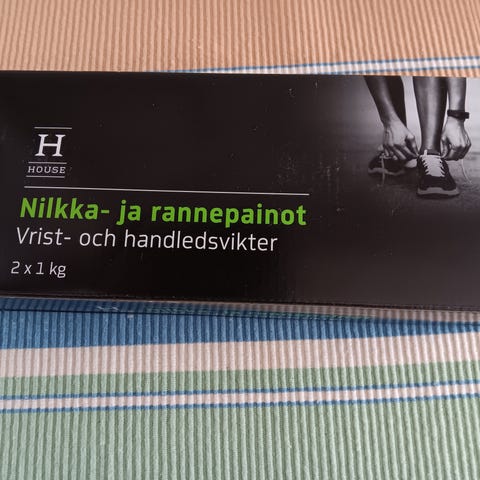 H
HOUSE
Nilkka- ja rannepainot
Vrist- och handledsvikter
2 x 1 kg